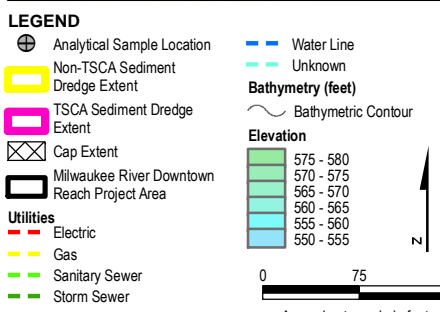 LEGEND
Analytical Sample Location
Non-TSCA Sediment
Dredge Extent
TSCA Sediment Dredge
Extent
Cap Extent
Milwaukee River Downtown
Reach Project Area
Utilities
Electric
Gas
Sanitary Sewer
Storm Sewer
Water Line
Unknown
Bathymetry (feet)
Bathymetric Contour
Elevation
575 - 580
570 - 575
565 - 570
560 - 565
555 - 560
550 - 555
N
0 75